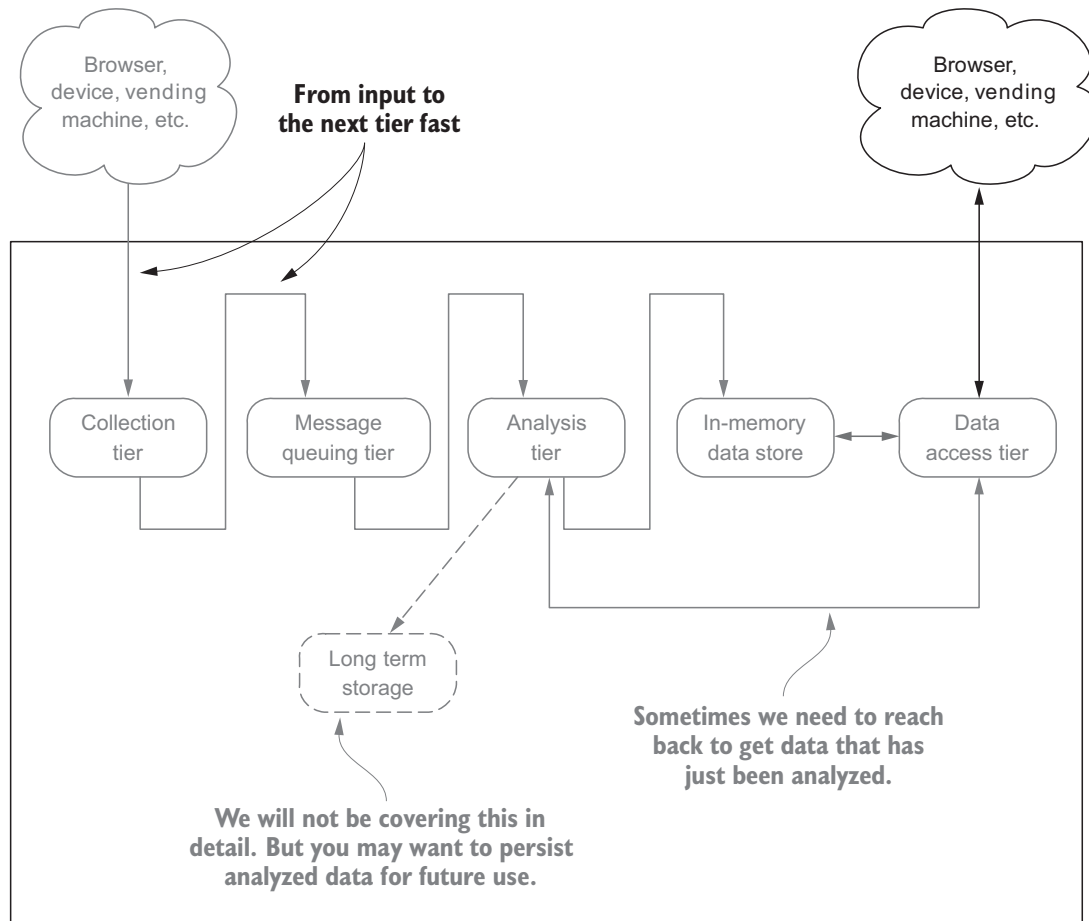 Browser,
device, vending
machine, etc.
From input to
the next tier fast
Browser,
device, vending
machine, etc.
Collection
tier
Message
queuing tier
Analysis
tier
In-memory
data store
Data
access tier
Long term
storage
Sometimes we need to reach
back to get data that has
just been analyzed.
We will not be covering this in
detail. But you may want to persist
analyzed data for future use.